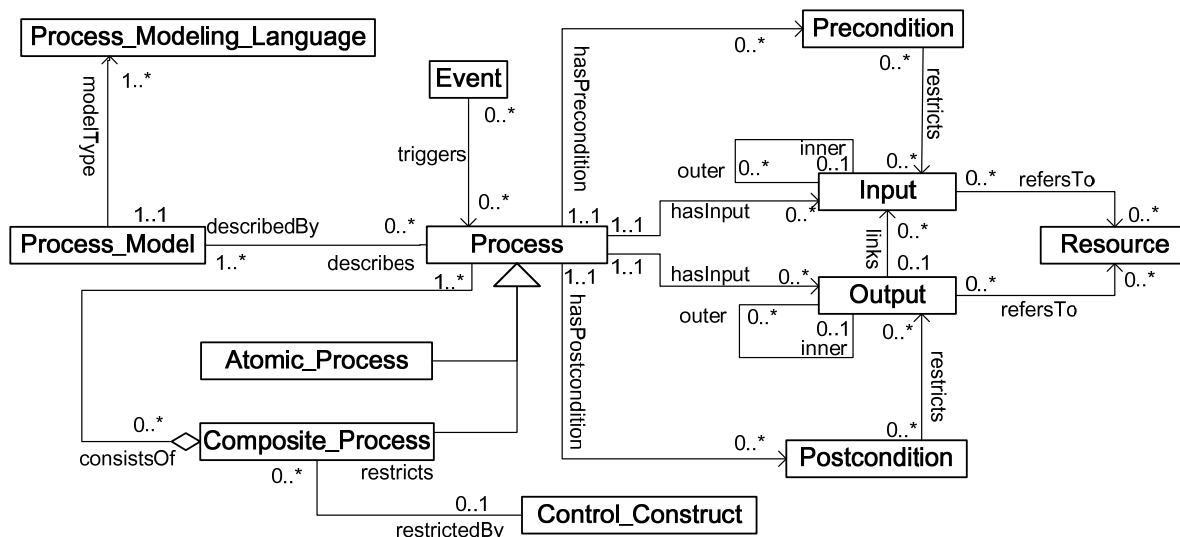 Process_Modeling_Language
1..*
modelType
1..1
Process_Model
describedBy
1..*
0..*
describes
Event
0..*
triggers
0..*
Process
1..*
1..1
hasPrecondition
0..*
Precondition
0..*
restricts
0..*
inner
outer
0..*
0..1
Input
0..*
refersTo
0..*
Resource
1..1
hasInput
0..*
links
0..*
0..1
1..1
hasInput
0..*
Output
0..*
refersTo
0..*
outer
0..*
0..1
inner
0..*
restricts
0..*
1..1
hasPostcondition
0..*
Postcondition
Atomic_Process
0..*
consistsOf
Composite_Process
0..*
restricts
0..1
restrictedBy
Control_Construct